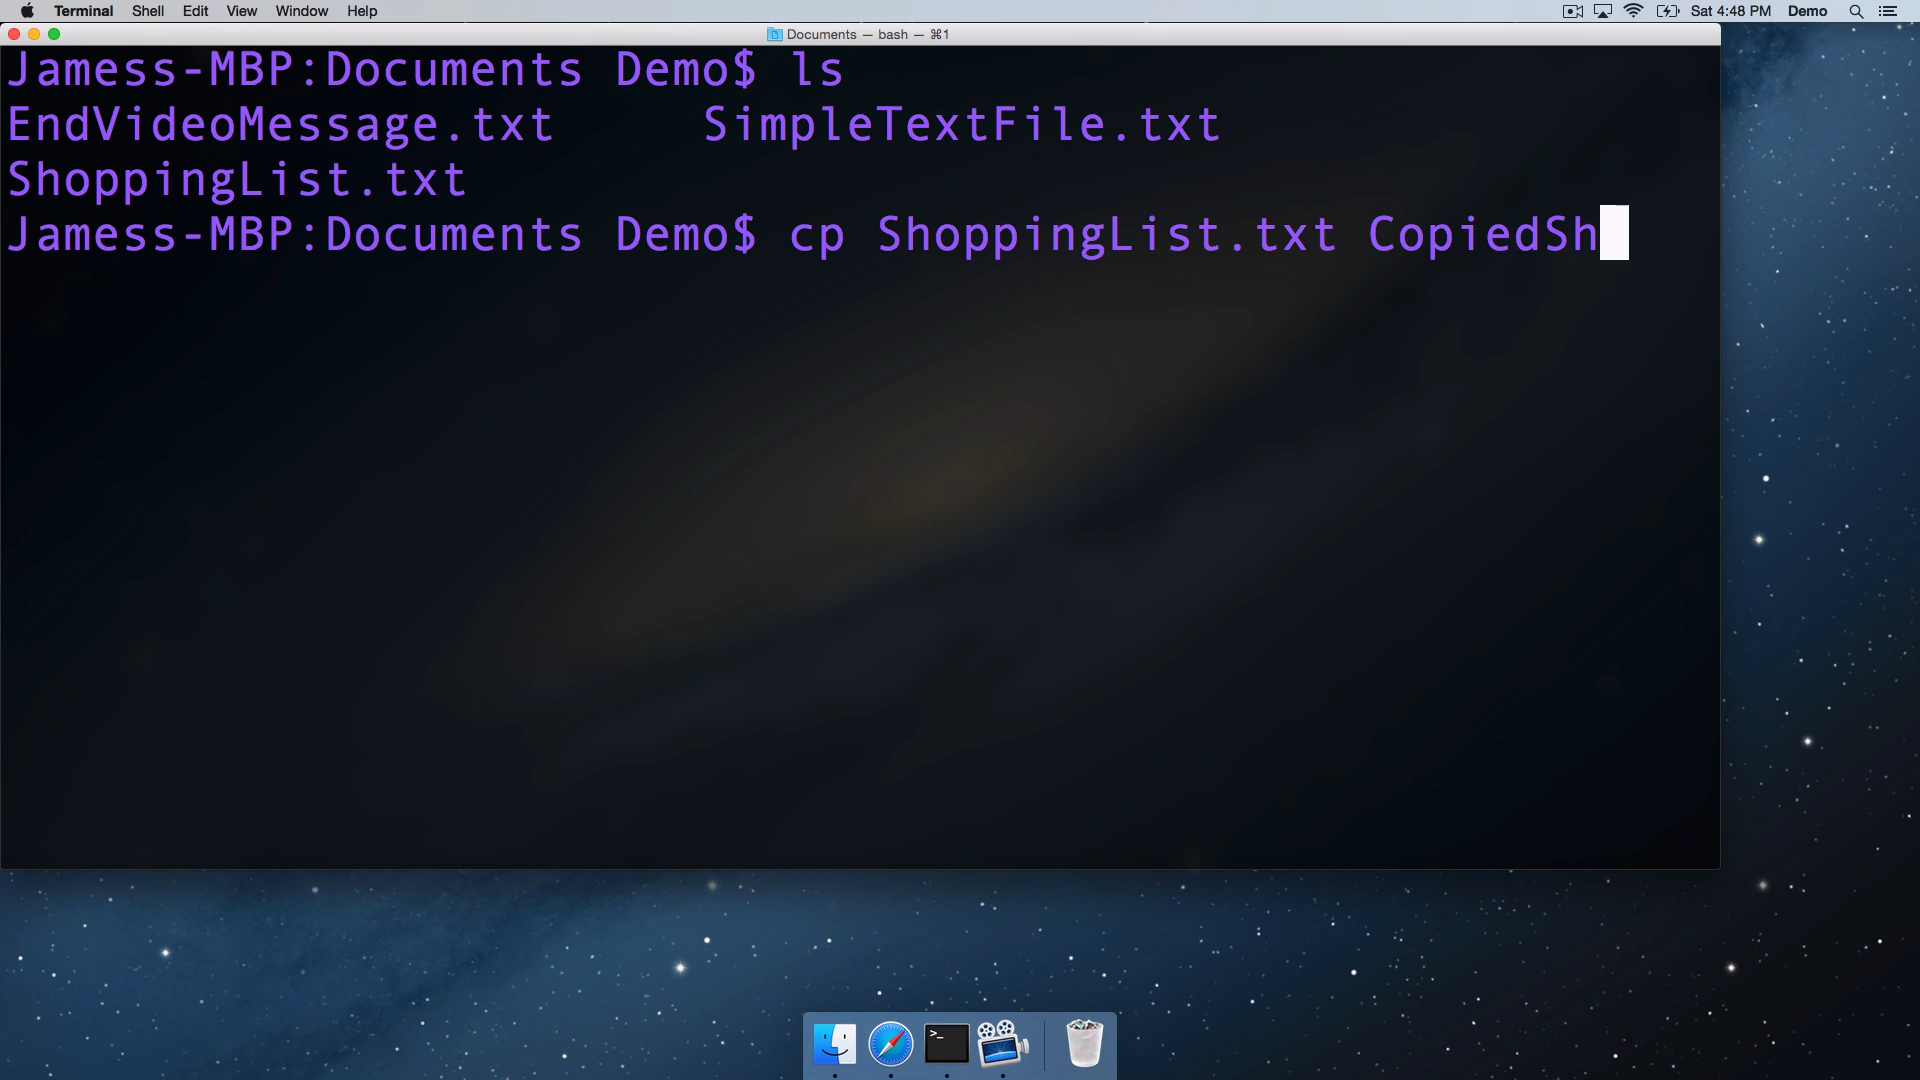 Terminal Shell Edit View Window Help Sat 4:48 PM Demo
Documents — bash — ⌘1
Jamess-MBP:Documents Demo$ ls
EndVideoMessage.txt SimpleTextFile.txt
ShoppingList.txt
Jamess-MBP:Documents Demo$ cp ShoppingList.txt CopiedSh
>_